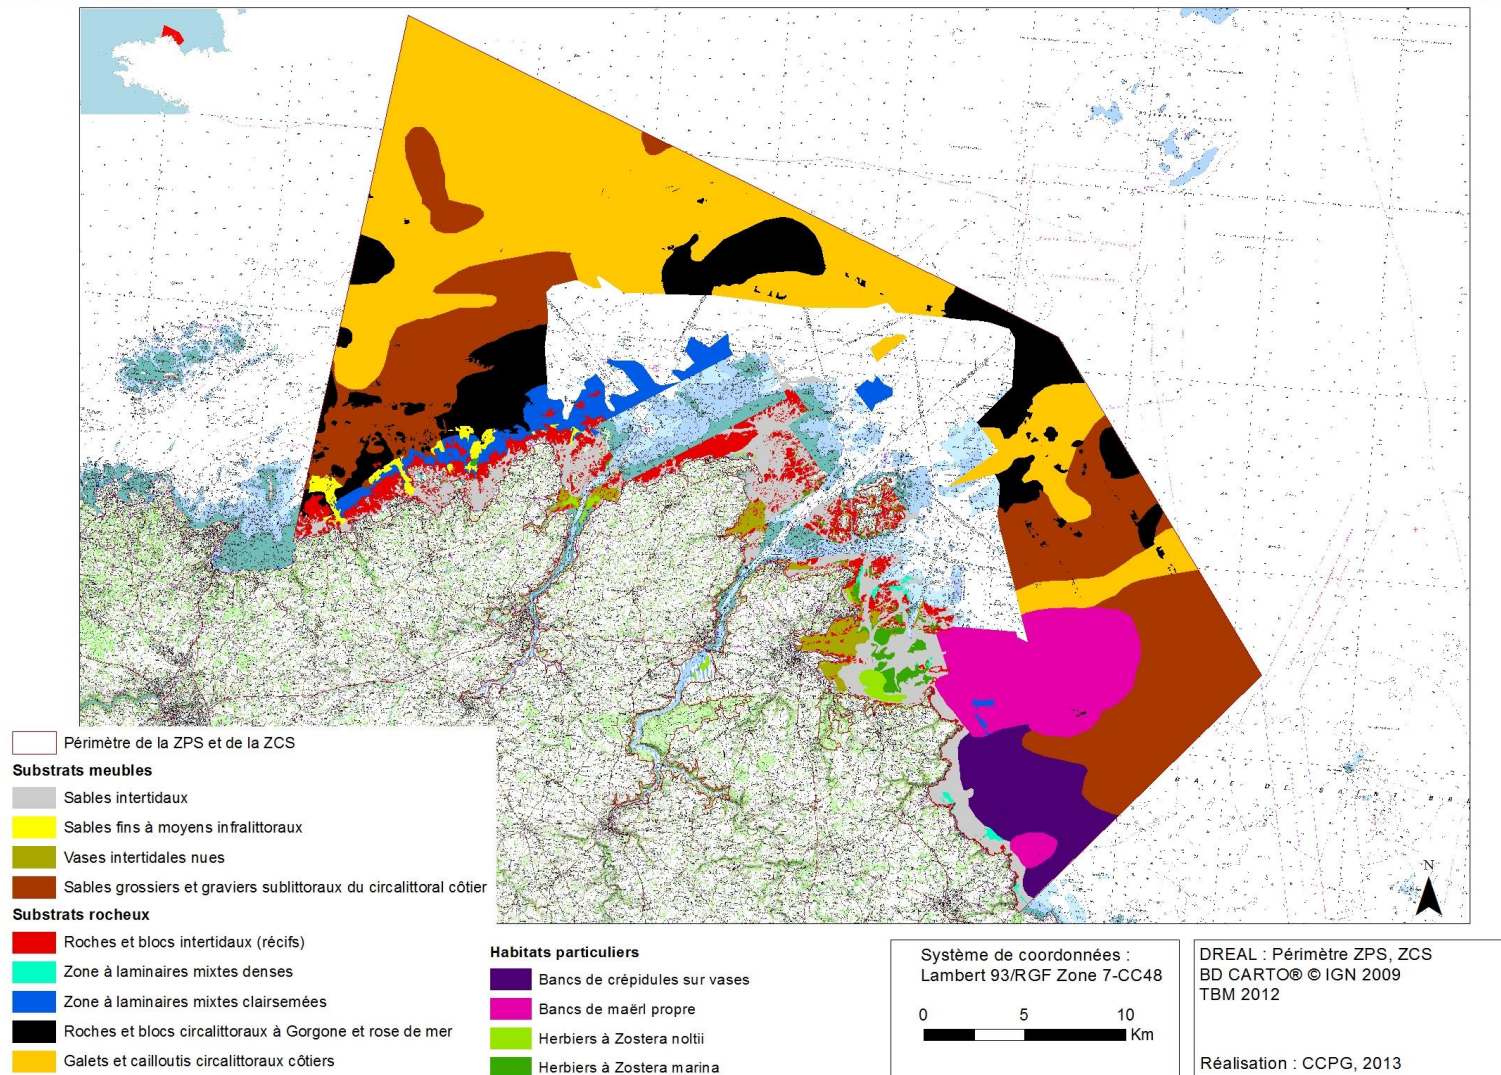 Périmètre de la ZPS et de la ZCS
Substrats meubles
Sables intertidaux
Sables fins à moyens infralittoraux
Vases intertidales nues
Sables grossiers et graviers sublittoraux du circalittoral côtier
Substrats rocheux
Roches et blocs intertidaux (récifs)
Zone à laminaires mixtes denses
Zone à laminaires mixtes clairsemées
Roches et blocs circalittoraux à Gorgone et rose de mer
Galets et cailloutis circalittoraux côtiers
Habitats particuliers
Bancs de crépidules sur vases
Bancs de maërl propre
Herbiers à Zostera noltii
Herbiers à Zostera marina
Système de coordonnées :
Lambert 93/RGF Zone 7-CC48
0 5 10
Km
N
DREAL : Périmètre ZPS, ZCS
BD CARTO® © IGN 2009
TBM 2012
Réalisation : CCPG, 2013